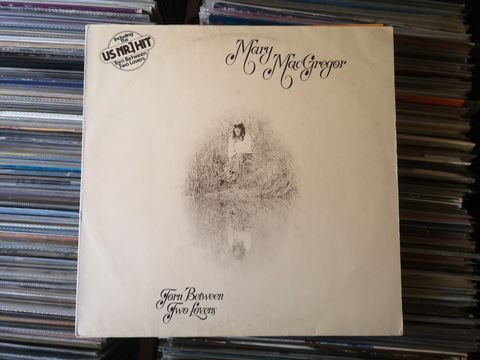 Including
the
US NR.1 HIT
Torn Between
Two Lovers
Mary
MacGregor
Torn Between
Two Lovers